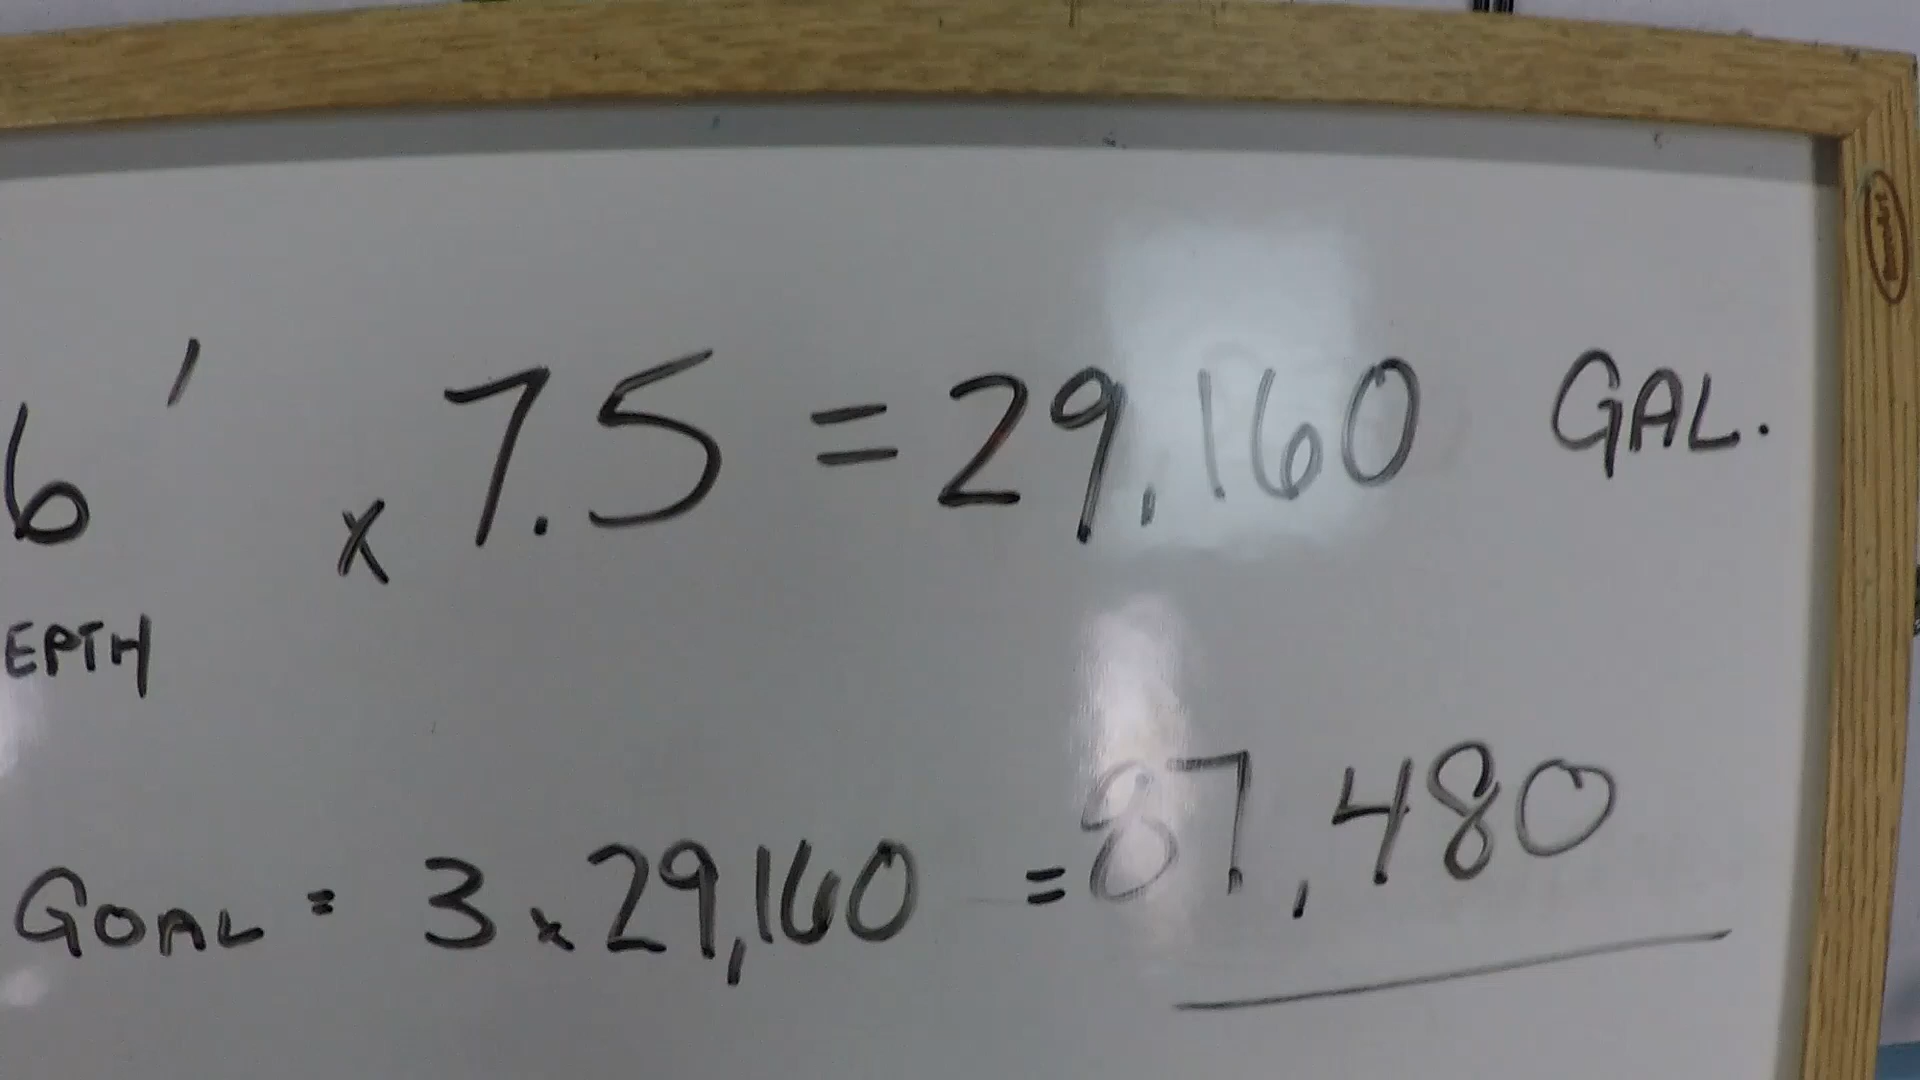 6' x 7.5 = 29,160 GAL.
EPTH
GOAL = 3 x 29,160 = 87,480